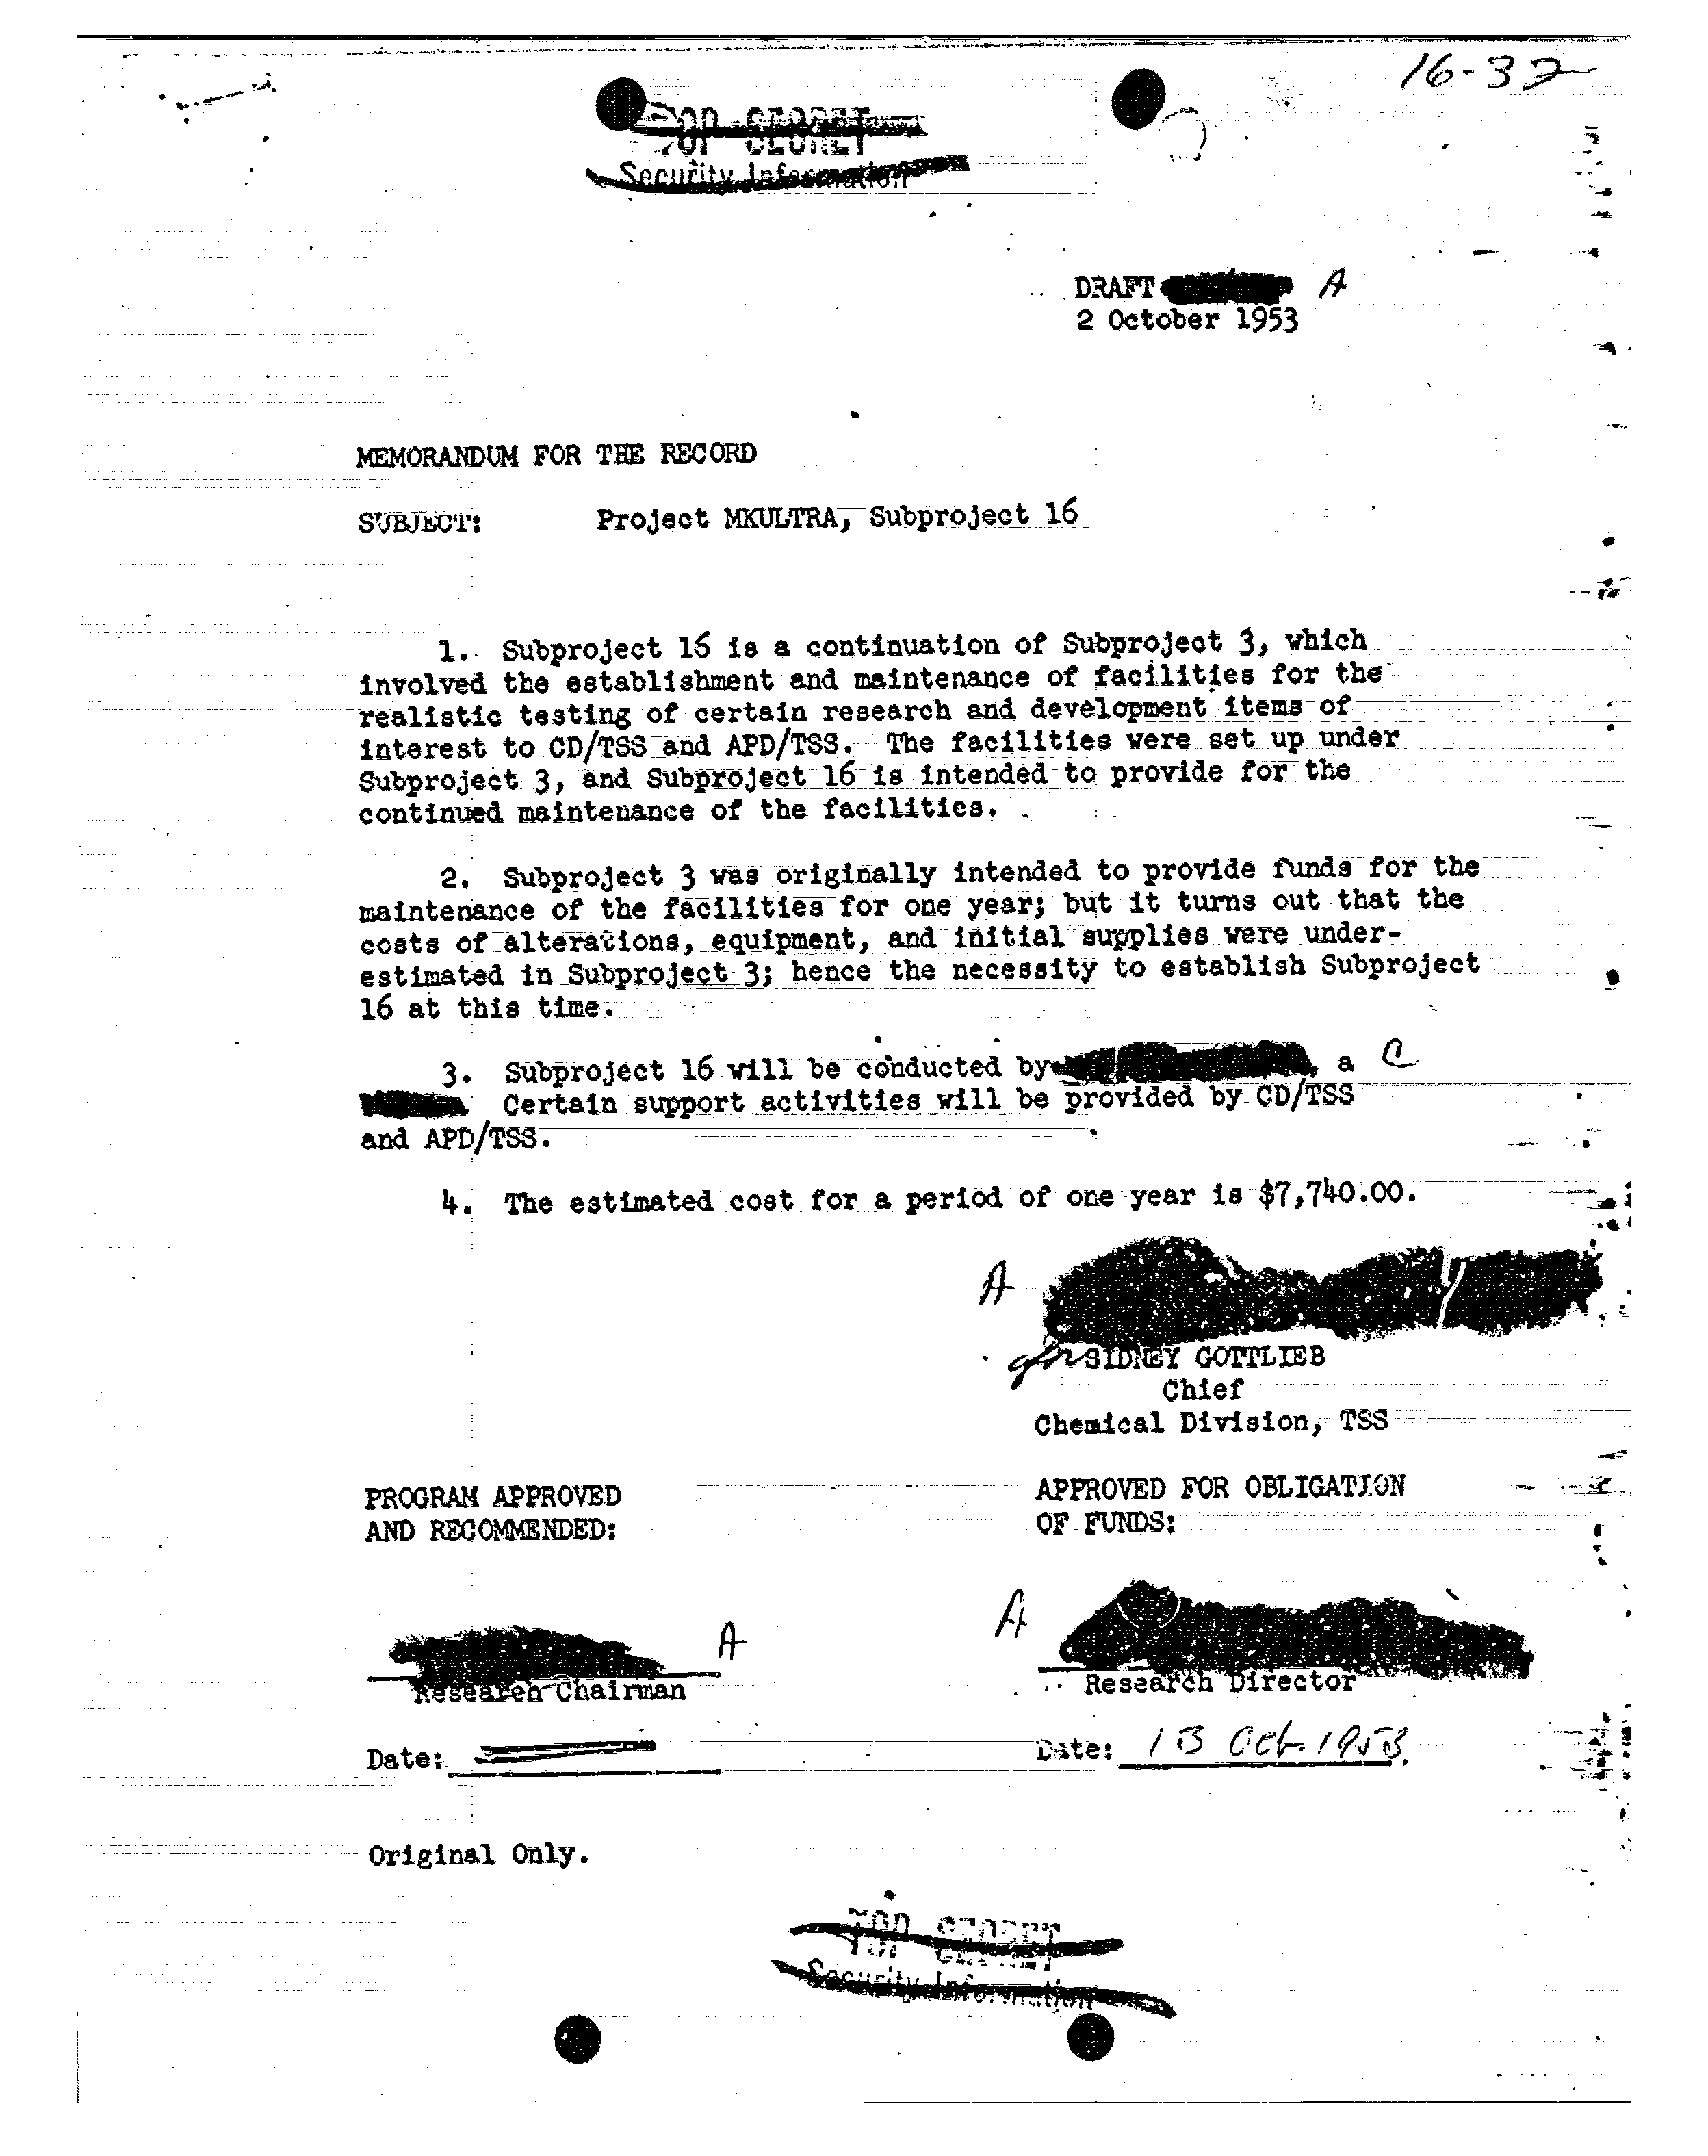 16-37
TOP SECRET
Security Information
DRAFT A
2 October 1953
MEMORANDUM FOR THE RECORD
SUBJECT: Project MKULTRA, Subproject 16
1. Subproject 16 is a continuation of Subproject 3, which
involved the establishment and maintenance of facilities for the
realistic testing of certain research and development items of
interest to CD/TSS and APD/TSS. The facilities were set up under
Subproject 3, and Subproject 16 is intended to provide for the
continued maintenance of the facilities.
2. Subproject 3 was originally intended to provide funds for the
maintenance of the facilities for one year; but it turns out that the
costs of alterations, equipment, and initial supplies were under-
estimated in Subproject 3; hence the necessity to establish Subproject
16 at this time.
3. Subproject 16 will be conducted by , a C
Certain support activities will be provided by CD/TSS
and APD/TSS.
4. The estimated cost for a period of one year is $7,740.00.
A
for SIDNEY GOTTLIEB
Chief
Chemical Division, TSS
PROGRAM APPROVED
AND RECOMMENDED:
APPROVED FOR OBLIGATION
OF FUNDS:
A
A
Research Chairman
Research Director
Date:
Date: 13 Oct. 1953.
Original Only.
TOP SECRET
Security Information